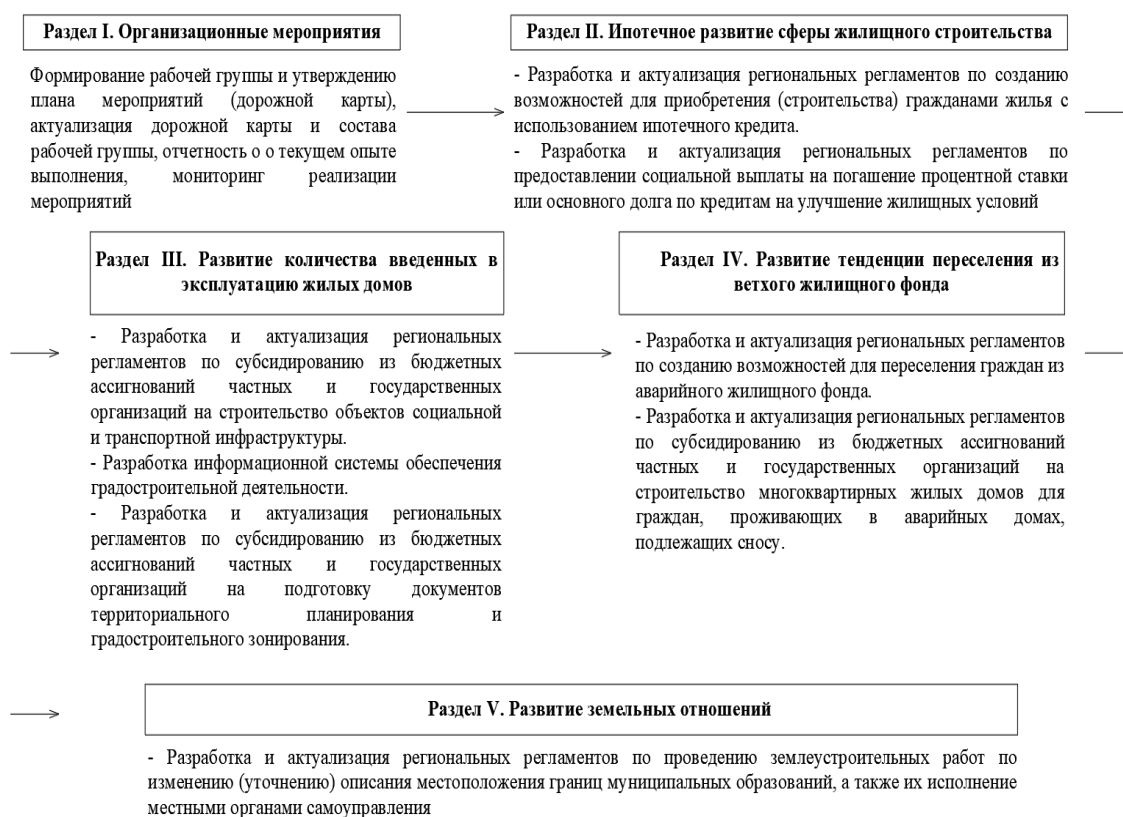 Раздел I. Организационные мероприятия
Формирование рабочей группы и утверждению
плана мероприятий (дорожной карты),
актуализация дорожной карты и состава
рабочей группы, отчетность о о текущем опыте
выполнения, мониторинг реализации
мероприятий
Раздел II. Ипотечное развитие сферы жилищного строительства
- Разработка и актуализация региональных регламентов по созданию
возможностей для приобретения (строительства) гражданами жилья с
использованием ипотечного кредита.
- Разработка и актуализация региональных регламентов по
предоставлении социальной выплаты на погашение процентной ставки
или основного долга по кредитам на улучшение жилищных условий
Раздел III. Развитие количества введенных в
эксплуатацию жилых домов
- Разработка и актуализация региональных
регламентов по субсидированию из бюджетных
ассигнований частных и государственных
организаций на строительство объектов социальной
и транспортной инфраструктуры.
- Разработка информационной системы обеспечения
градостроительной деятельности.
- Разработка и актуализация региональных
регламентов по субсидированию из бюджетных
ассигнований частных и государственных
организаций на подготовку документов
территориального планирования и
градостроительного зонирования.
Раздел IV. Развитие тенденции переселения из
ветхого жилищного фонда
- Разработка и актуализация региональных регламентов
по созданию возможностей для переселения граждан из
аварийного жилищного фонда.
- Разработка и актуализация региональных регламентов
по субсидированию из бюджетных ассигнований
частных и государственных организаций на
строительство многоквартирных жилых домов для
граждан, проживающих в аварийных домах,
подлежащих сносу.
Раздел V. Развитие земельных отношений
- Разработка и актуализация региональных регламентов по проведению землеустроительных работ по
изменению (уточнению) описания местоположения границ муниципальных образований, а также их исполнение
местными органами самоуправления